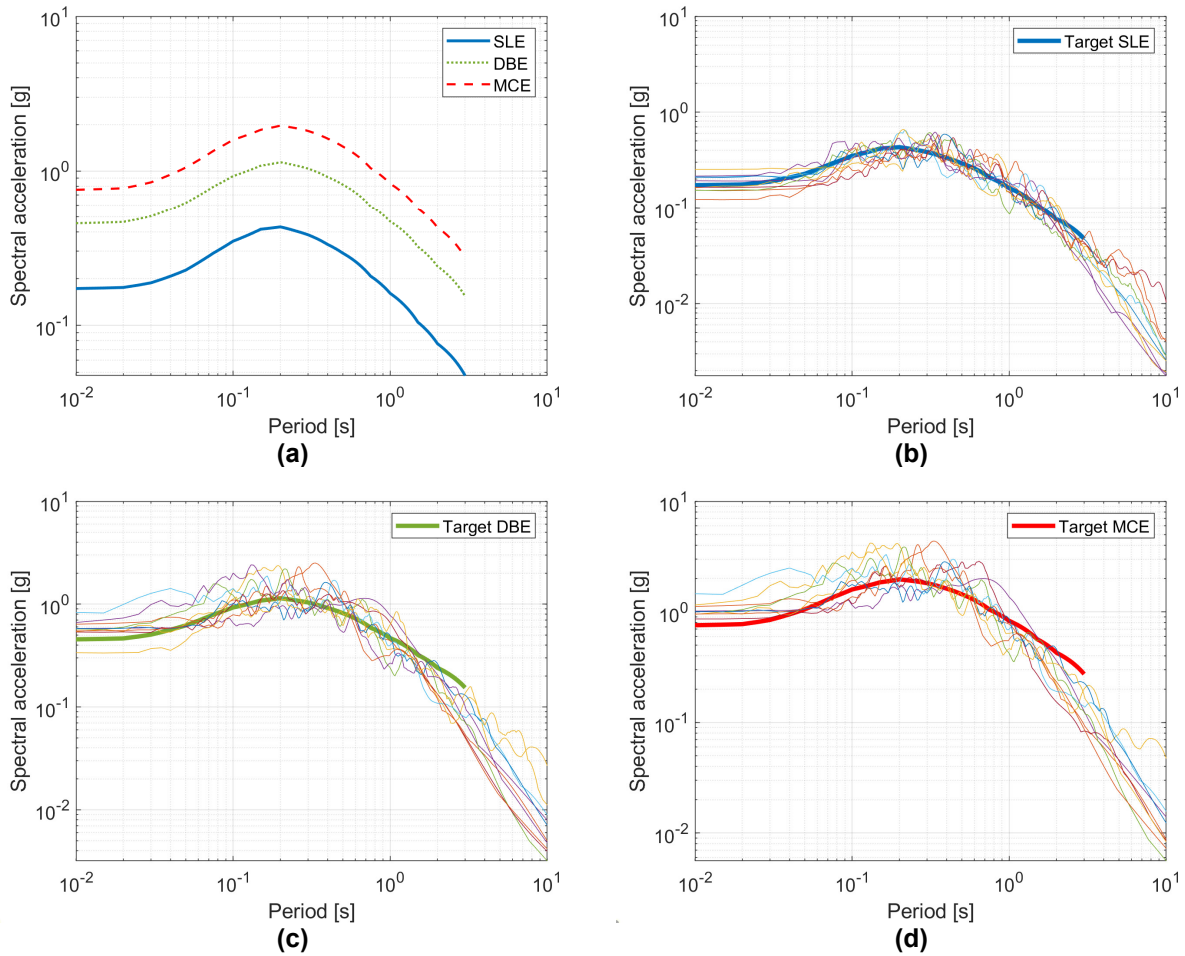 10^1
10^0
10^-1
Spectral acceleration [g]
SLE
DBE
MCE
10^-2
10^-1
10^0
10^1
Period [s]
(a)
10^1
10^0
10^-1
10^-2
Spectral acceleration [g]
Target SLE
10^-2
10^-1
10^0
10^1
Period [s]
(b)
10^1
10^0
10^-1
10^-2
Spectral acceleration [g]
Target DBE
10^-2
10^-1
10^0
10^1
Period [s]
(c)
10^1
10^0
10^-1
10^-2
Spectral acceleration [g]
Target MCE
10^-2
10^-1
10^0
10^1
Period [s]
(d)